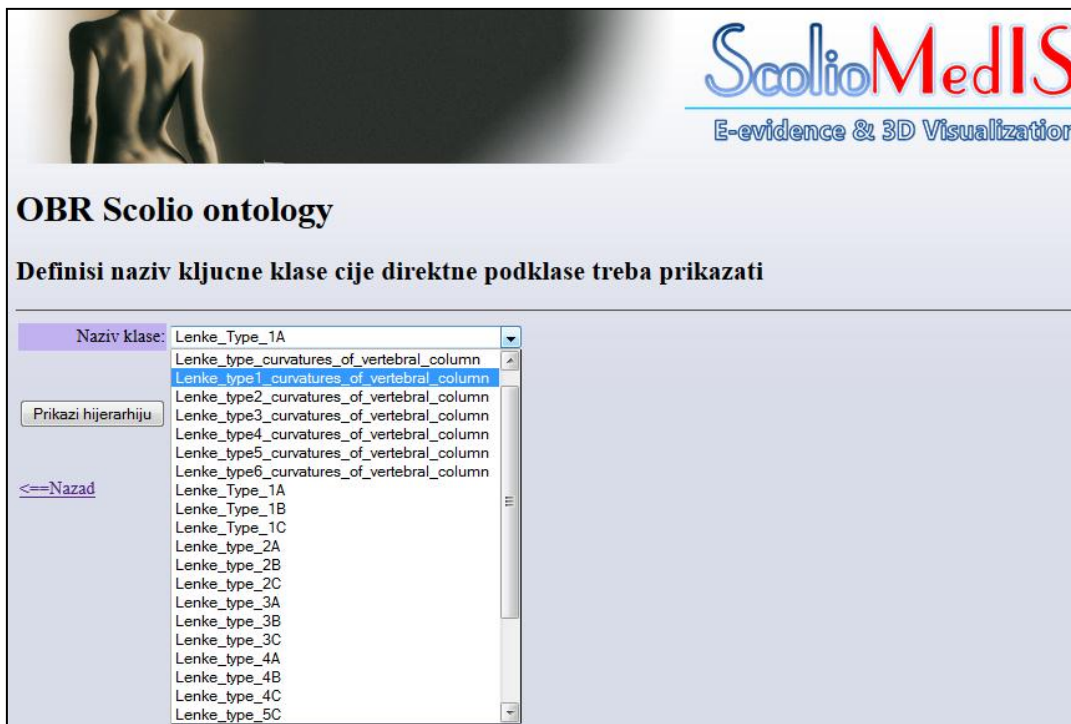 ScolioMedIS
E-evidence & 3D Visualization
OBR Scolio ontology
Definisi naziv kljucne klase cije direktne podklase treba prikazati
Naziv klase: Lenke_Type_1A
Lenke_type_curvatures_of_vertebral_column
Lenke_type1_curvatures_of_vertebral_column
Lenke_type2_curvatures_of_vertebral_column
Prikazi hijerarhiju
Lenke_type3_curvatures_of_vertebral_column
Lenke_type4_curvatures_of_vertebral_column
Lenke_type5_curvatures_of_vertebral_column
Lenke_type6_curvatures_of_vertebral_column
<==Nazad
Lenke_Type_1A
Lenke_Type_1B
Lenke_Type_1C
Lenke_type_2A
Lenke_type_2B
Lenke_type_2C
Lenke_type_3A
Lenke_type_3B
Lenke_type_3C
Lenke_type_4A
Lenke_type_4B
Lenke_type_4C
Lenke_type_5C